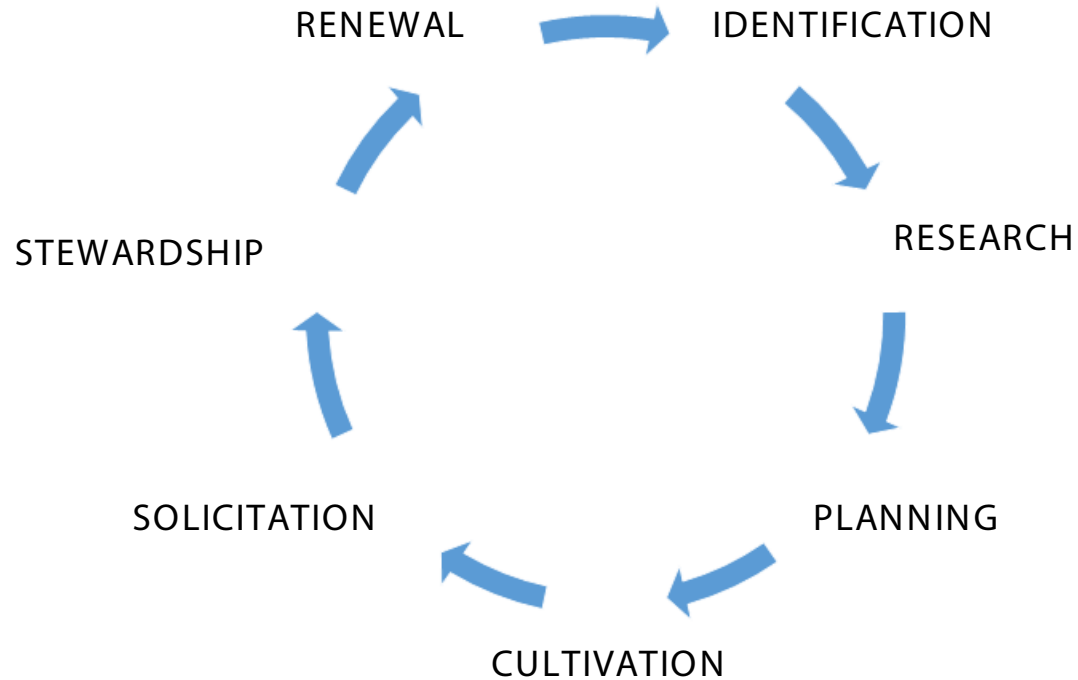 RENEWAL
IDENTIFICATION
RESEARCH
PLANNING
CULTIVATION
SOLICITATION
STEWARDSHIP